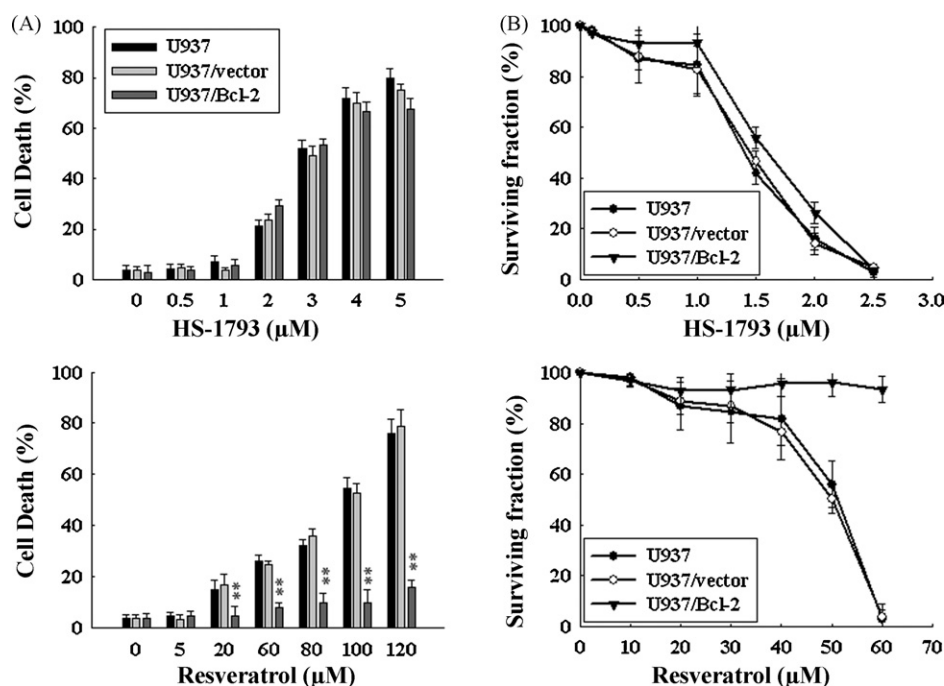 (A)
Cell Death (%)
100
80
60
40
20
0
U937
U937/vector
U937/Bcl-2
0 0.5 1 2 3 4 5
HS-1793 (µM)
(B)
Surviving fraction (%)
100
80
60
40
20
0
U937
U937/vector
U937/Bcl-2
0.0 0.5 1.0 1.5 2.0 2.5 3.0
HS-1793 (µM)
Cell Death (%)
100
80
60
40
20
0
** ** ** ** **
0 5 20 60 80 100 120
Resveratrol (µM)
Surviving fraction (%)
100
80
60
40
20
0
U937
U937/vector
U937/Bcl-2
0 10 20 30 40 50 60 70
Resveratrol (µM)